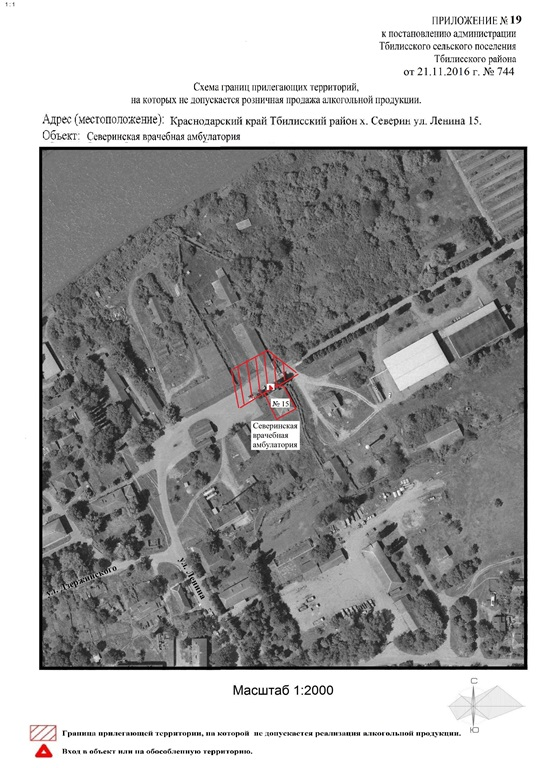 1:1
ПРИЛОЖЕНИЕ № 19
к постановлению администрации
Тбилисского сельского поселения
Тбилисского района
от 21.11.2016 г. № 744
Схема границ прилегающих территорий,
на которых не допускается розничная продажа алкогольной продукции.
Адрес (местоположение): Краснодарский край Тбилисский район х. Северин ул. Ленина 15.
Объект: Северинская врачебная амбулатория
№ 15
Северинская
врачебная
амбулатория
ул. Дзержинского
ул. Ленина
Масштаб 1:2000
С
Ю
Граница прилегающей территории, на которой не допускается реализация алкогольной продукции.
Вход в объект или на обособленную территорию.